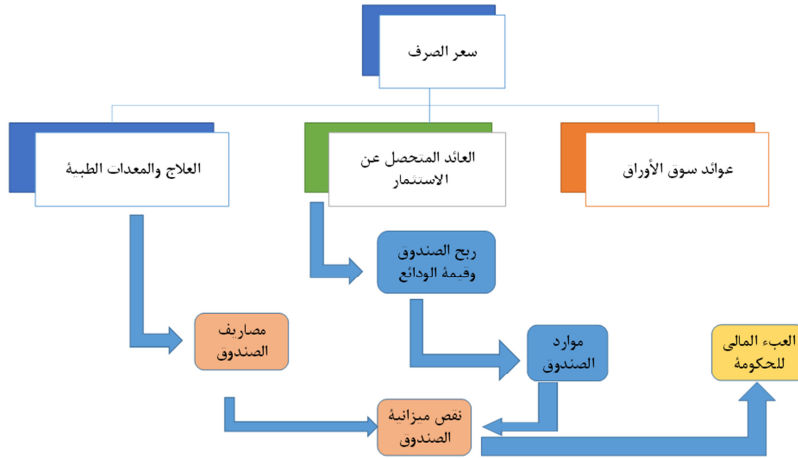 سعر الصرف
عوائد سوق الأوراق
العائد المتحصل عن
الاستثمار
العلاج والمعدات الطبية
ربح الصندوق
وقيمة الودائع
مصاريف
الصندوق
موارد
الصندوق
العبء المالى
للحكومة
نقص ميزانية
الصندوق